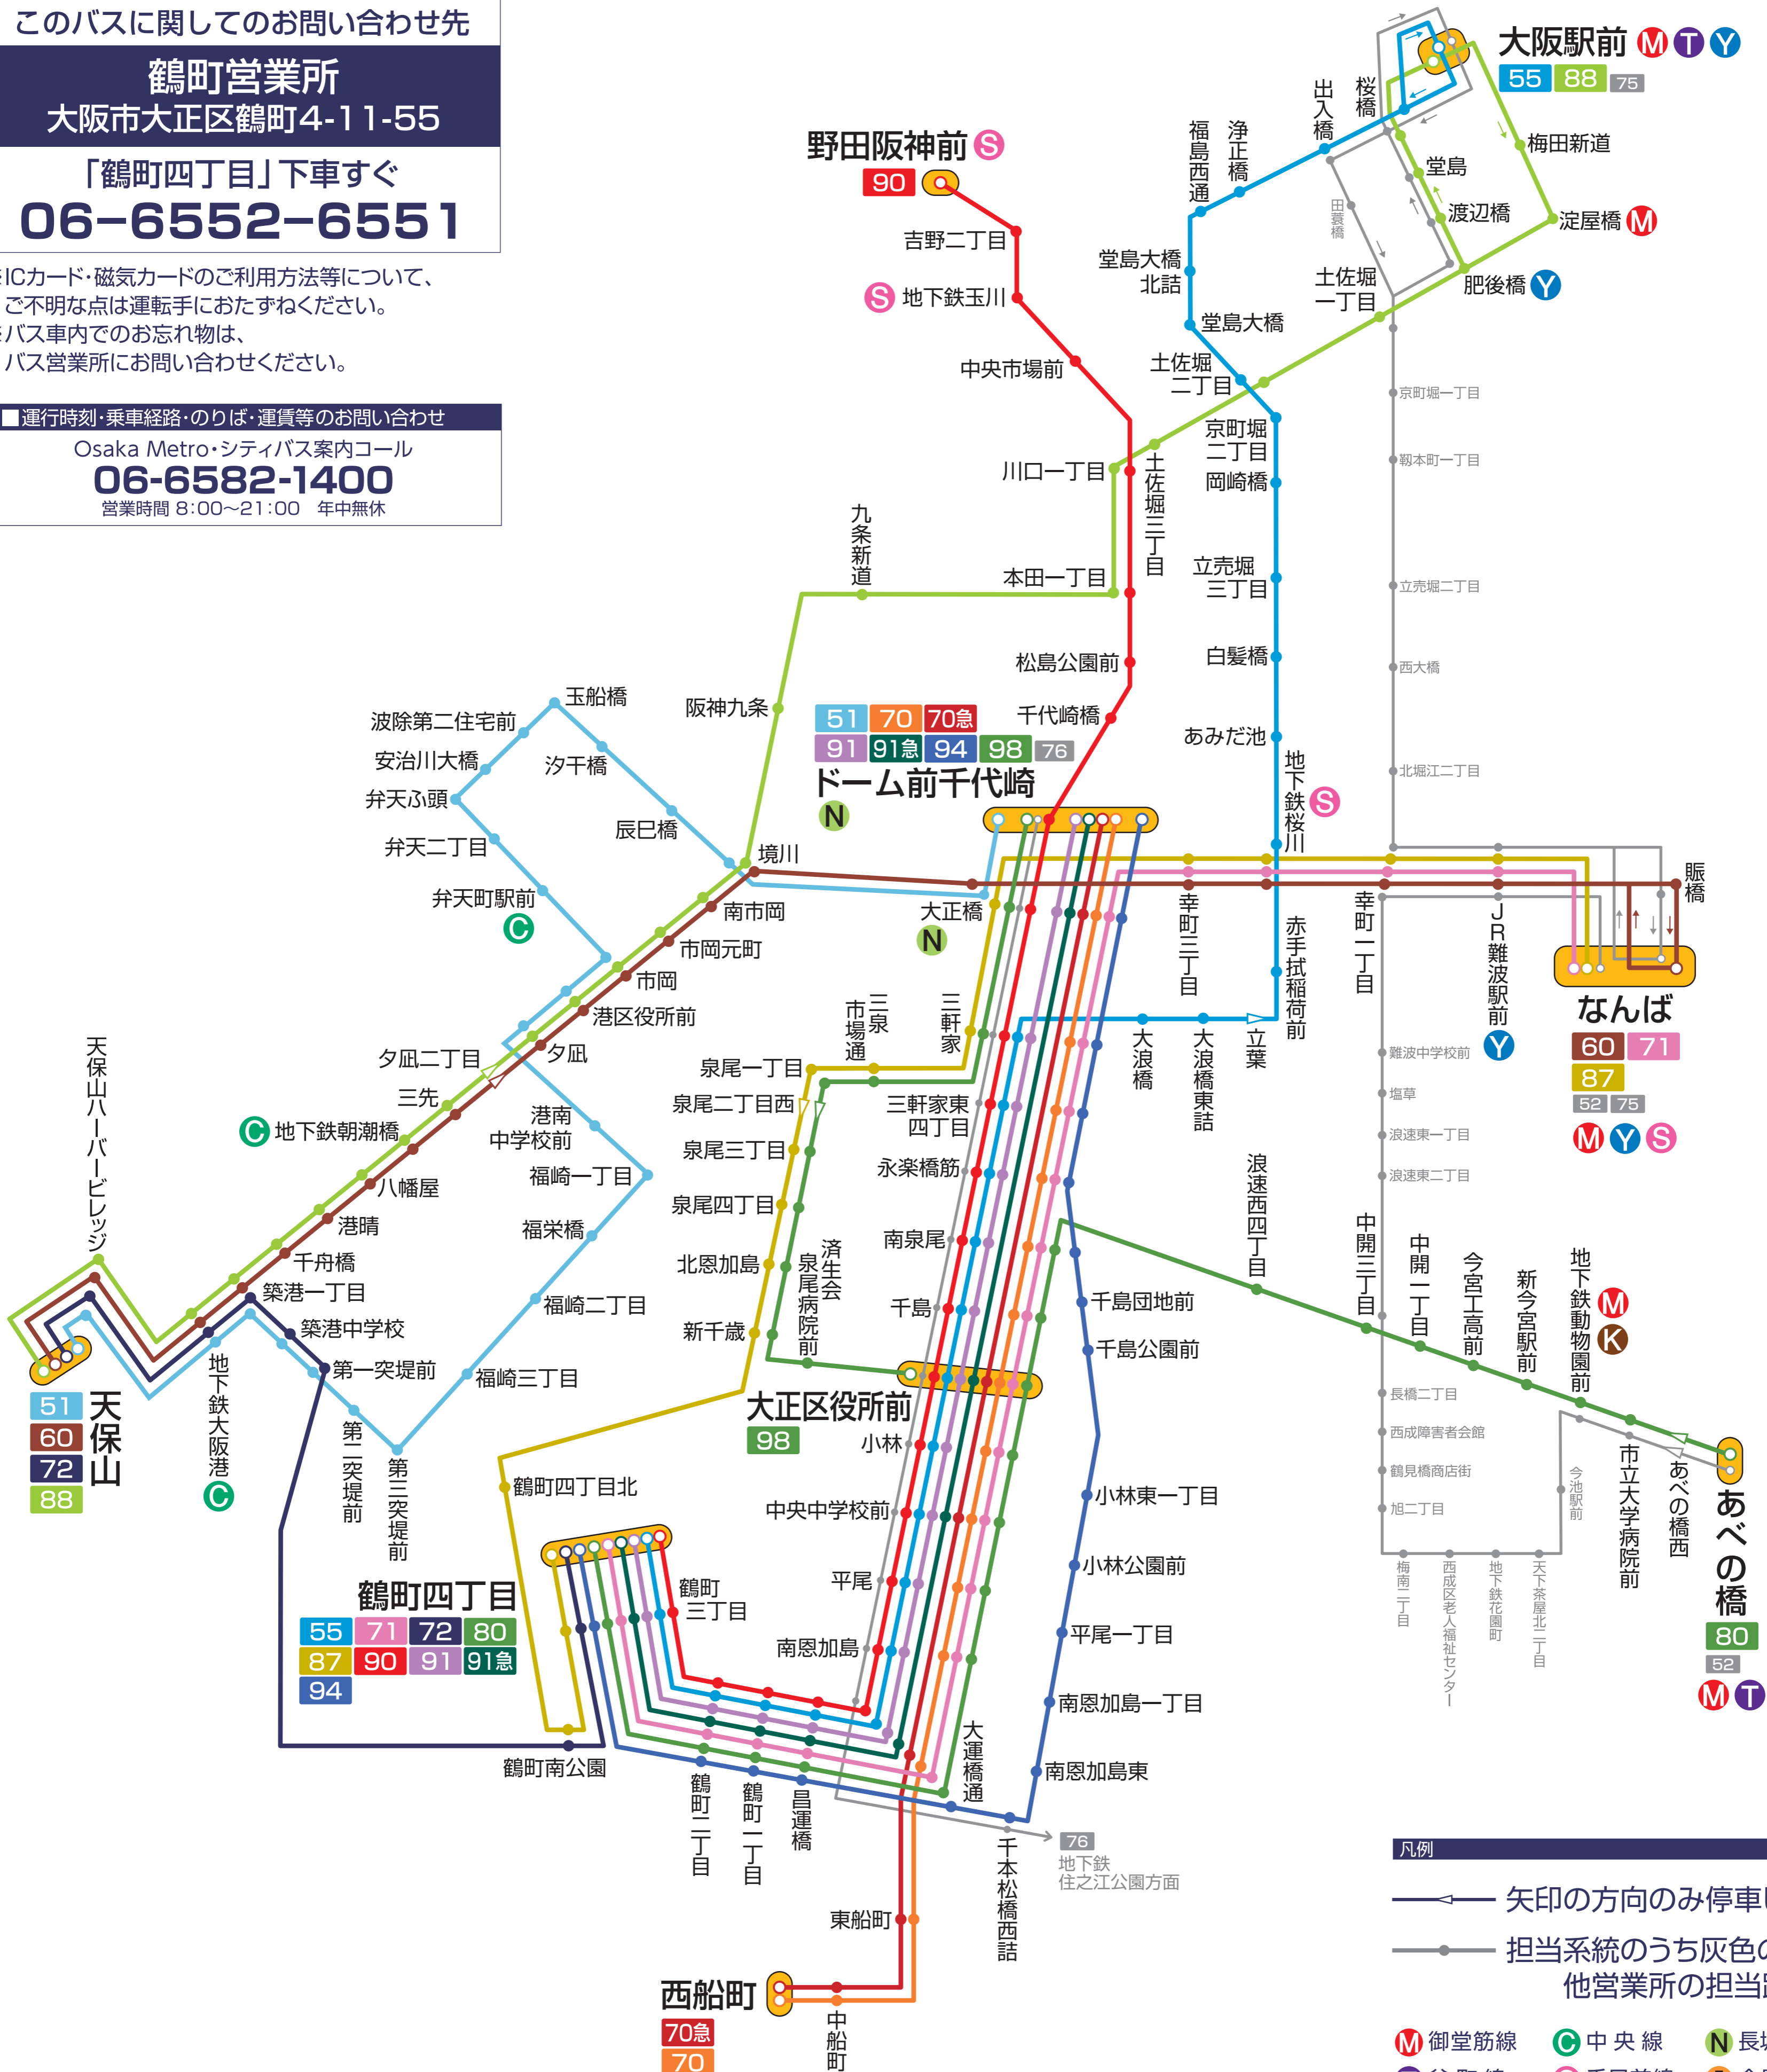 このバスに関してのお問い合わせ先
鶴町営業所
大阪市大正区鶴町4-11-55
「鶴町四丁目」下車すぐ
06−6552−6551
※ICカード・磁気カードのご利用方法等について、
ご不明な点は運転手におたずねください。
※バス車内でのお忘れ物は、
バス営業所にお問い合わせください。
■運行時刻・乗車経路・のりば・運賃等のお問い合わせ
Osaka Metro・シティバス案内コール
06-6582-1400
営業時間 8:00〜21:00　年中無休
大阪駅前 M T Y
55 88 75
桜橋
出入橋
浄正橋
福島西通
梅田新道
堂島
渡辺橋
田蓑橋
淀屋橋 M
肥後橋 Y
土佐堀
一丁目
堂島大橋
北詰
堂島大橋
土佐堀
二丁目
京町堀
二丁目
岡崎橋
立売堀
三丁目
白髪橋
あみだ池
地下鉄桜川 S
赤手拭稲荷前
立葉
大浪橋東詰
大浪橋
野田阪神前 S
90
吉野二丁目
S 地下鉄玉川
中央市場前
川口一丁目
土佐堀三丁目
本田一丁目
松島公園前
千代崎橋
九条新道
阪神九条
51 70 70急
91 91急 94 98 76
ドーム前千代崎
N
京町堀一丁目
靱本町一丁目
立売堀二丁目
西大橋
北堀江二丁目
賑橋
JR難波駅前
Y
幸町一丁目
幸町三丁目
なんば
60 71
87
52 75
M Y S
玉船橋
波除第二住宅前
安治川大橋
汐干橋
弁天ふ頭
辰巳橋
弁天二丁目
弁天町駅前
C
境川
南市岡
市岡元町
市岡
港区役所前
夕凪
夕凪二丁目
三先
C 地下鉄朝潮橋
八幡屋
港晴
千舟橋
築港一丁目
築港中学校
第一突堤前
地下鉄大阪港
C
第二突堤前
第三突堤前
福崎三丁目
福崎二丁目
福栄橋
福崎一丁目
港南
中学校前
天保山ハーバービレッジ
天保山
51
60
72
88
大正橋
N
三軒家
三泉
市場通
泉尾一丁目
泉尾二丁目西
泉尾三丁目
泉尾四丁目
北恩加島
新千歳
済生会
泉尾病院前
三軒家東
四丁目
永楽橋筋
南泉尾
千島
大正区役所前
98
小林
中央中学校前
平尾
南恩加島
千島団地前
千島公園前
小林東一丁目
小林公園前
平尾一丁目
南恩加島一丁目
南恩加島東
浪速西四丁目
中開三丁目
中開一丁目
今宮工高前
新今宮駅前
地下鉄動物園前
M
K
市立大学病院前
あべの橋西
あべの橋
80
52
M T
難波中学校前
塩草
浪速東一丁目
浪速東二丁目
長橋二丁目
西成障害者会館
鶴見橋商店街
旭二丁目
梅南二丁目
西成区老人福祉センター
地下鉄花園町
天下茶屋北二丁目
今池駅前
鶴町四丁目北
鶴町四丁目
55 71 72 80
87 90 91 91急
94
鶴町
三丁目
鶴町南公園
鶴町二丁目
鶴町一丁目
昌運橋
大運橋通
千本松橋西詰
76
地下鉄
住之江公園方面
東船町
中船町
西船町
70急
70
凡例
矢印の方向のみ停車
担当系統のうち灰色の
他営業所の担当
M 御堂筋線
C 中央線
N